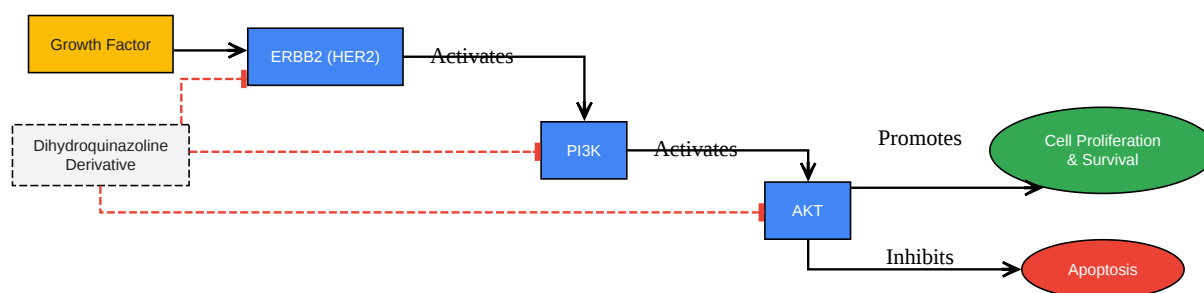 Growth Factor
ERBB2 (HER2)
Activates
Dihydroquinazoline
Derivative
PI3K
Activates
Promotes
Cell Proliferation
& Survival
AKT
Inhibits
Apoptosis